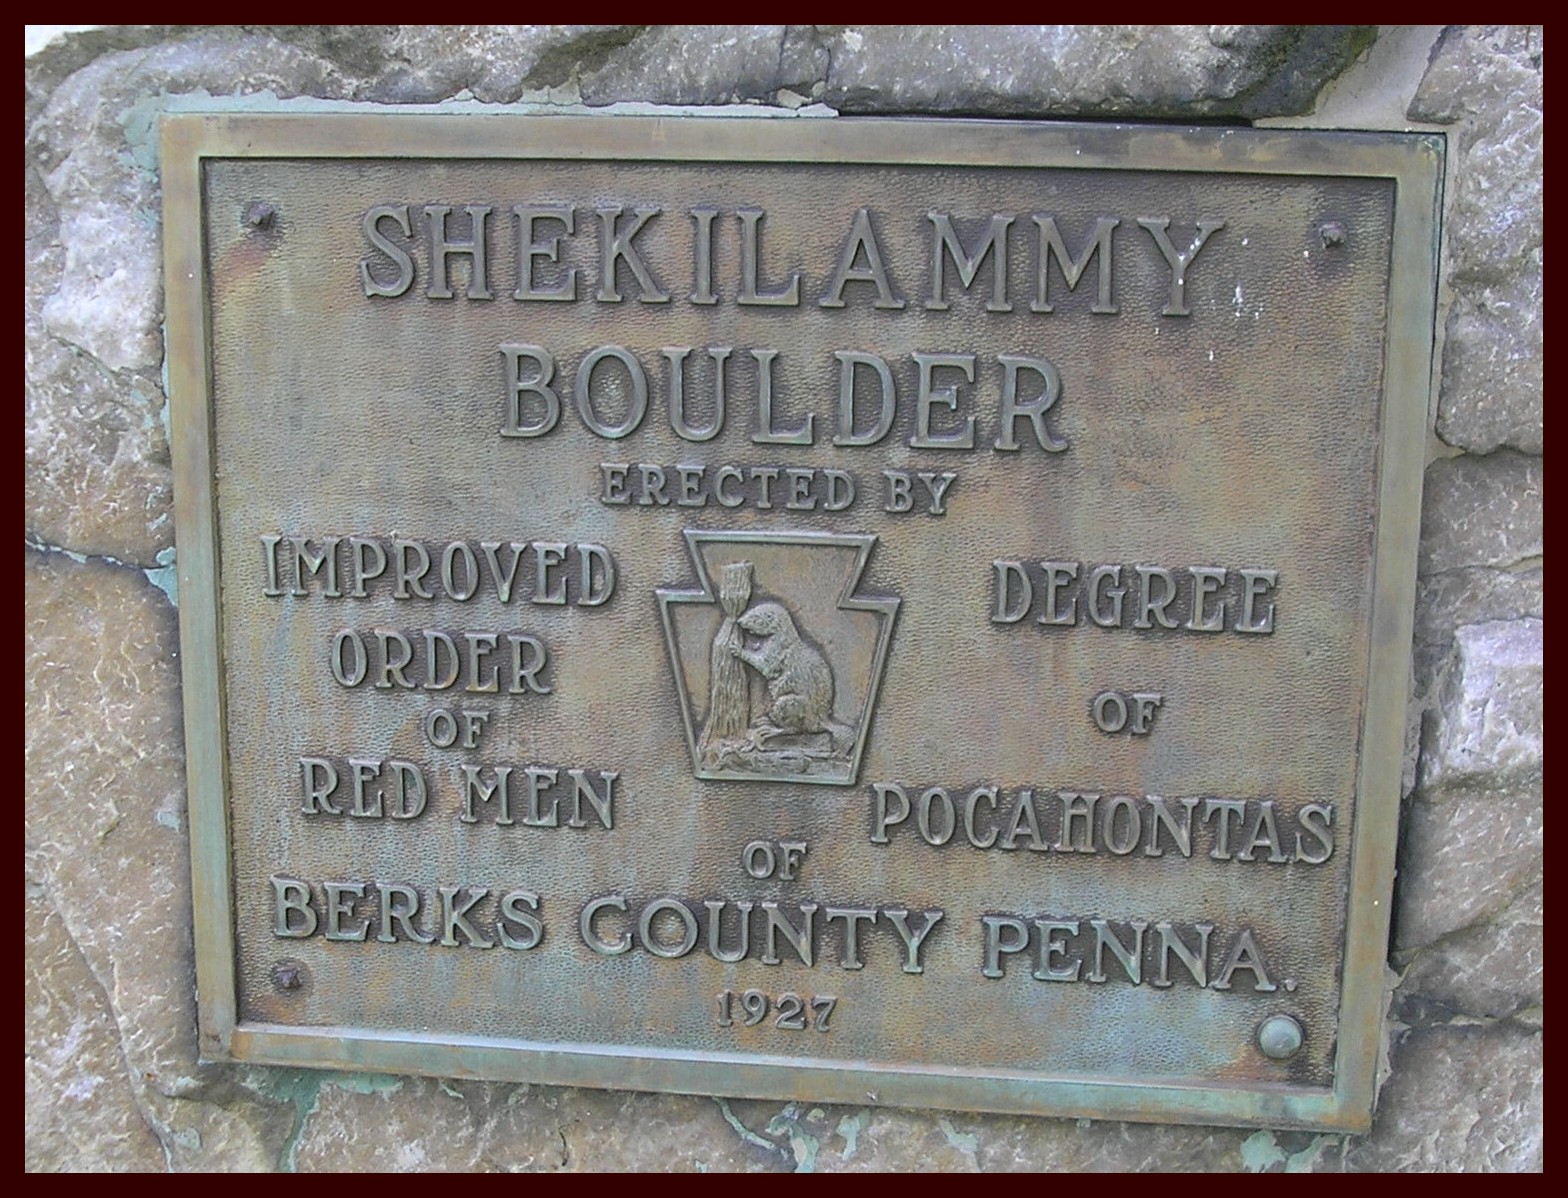 SHEKILAMMY
BOULDER
ERECTED BY
IMPROVED
ORDER
OF
RED MEN
DEGREE
OF
POCAHONTAS
OF
BERKS COUNTY PENNA.
1927